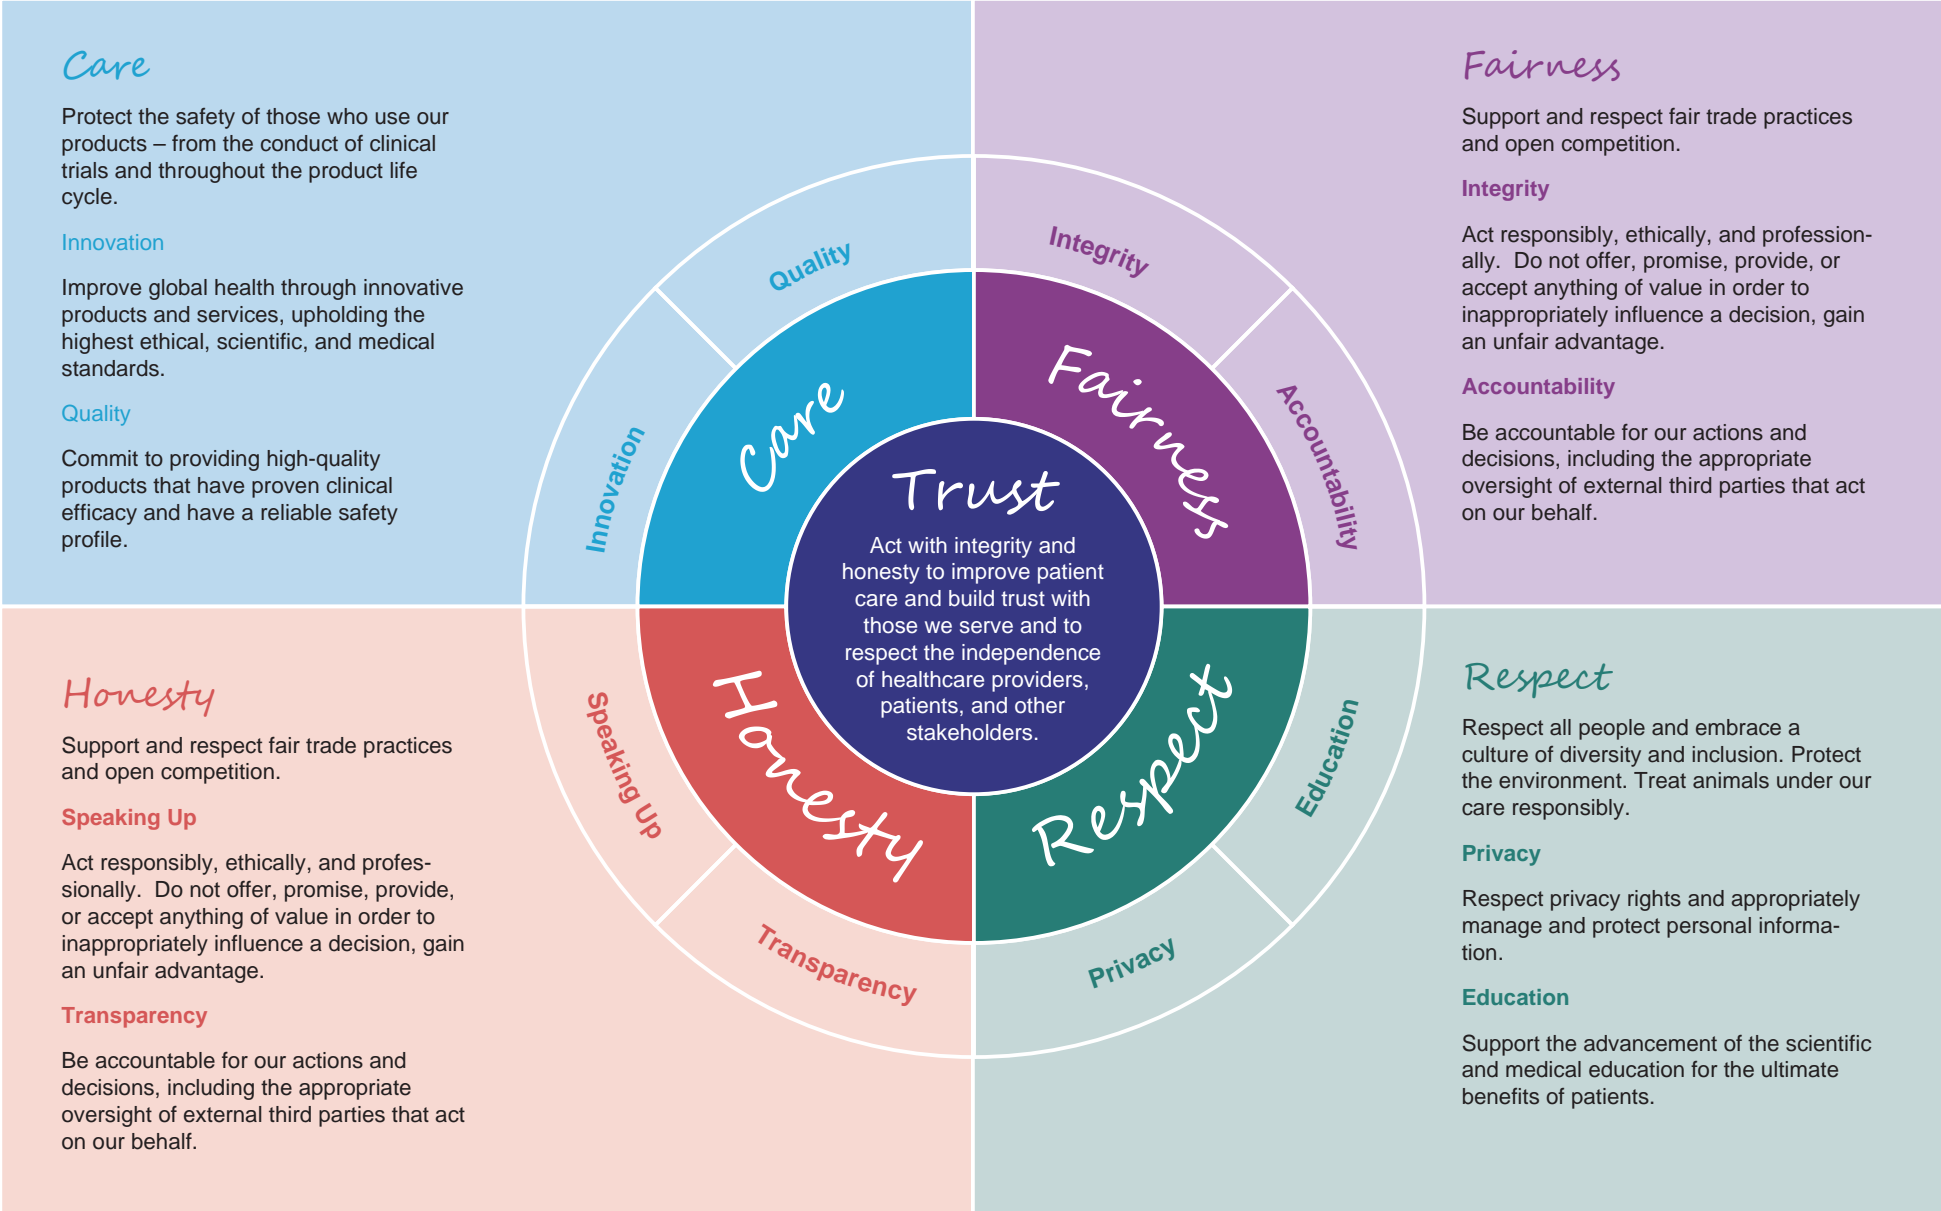 Care
Protect the safety of those who use our
products – from the conduct of clinical
trials and throughout the product life
cycle.
Innovation
Improve global health through innovative
products and services, upholding the
highest ethical, scientific, and medical
standards.
Quality
Commit to providing high-quality
products that have proven clinical
efficacy and have a reliable safety
profile.
Fairness
Support and respect fair trade practices
and open competition.
Integrity
Act responsibly, ethically, and profession-
ally.  Do not offer, promise, provide, or
accept anything of value in order to
inappropriately influence a decision, gain
an unfair advantage.
Accountability
Be accountable for our actions and
decisions, including the appropriate
oversight of external third parties that act
on our behalf.
Quality
Innovation
Care
Integrity
Accountability
Fairness
Trust
Act with integrity and
honesty to improve patient
care and build trust with
those we serve and to
respect the independence
of healthcare providers,
patients, and other
stakeholders.
Speaking Up
Transparency
Honesty
Education
Privacy
Respect
Honesty
Support and respect fair trade practices
and open competition.
Speaking Up
Act responsibly, ethically, and profes-
sionally.  Do not offer, promise, provide,
or accept anything of value in order to
inappropriately influence a decision, gain
an unfair advantage.
Transparency
Be accountable for our actions and
decisions, including the appropriate
oversight of external third parties that act
on our behalf.
Respect
Respect all people and embrace a
culture of diversity and inclusion. Protect
the environment. Treat animals under our
care responsibly.
Privacy
Respect privacy rights and appropriately
manage and protect personal informa-
tion.
Education
Support the advancement of the scientific
and medical education for the ultimate
benefits of patients.